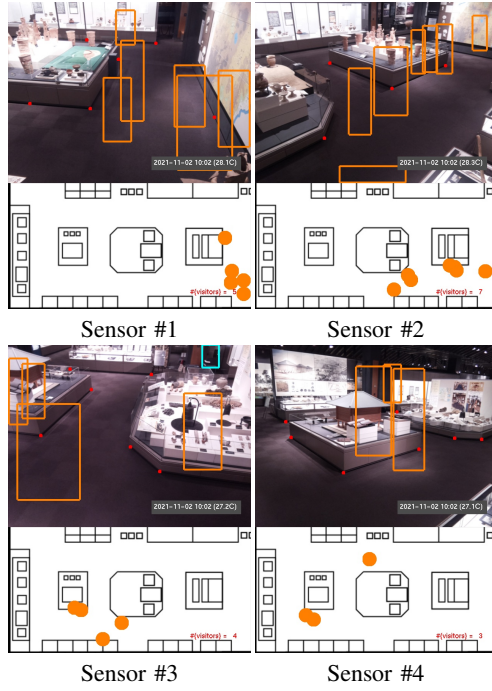 2021-11-02 10:02 (28.1C)
2021-11-02 10:02 (28.3C)
#(visitors) = 5
#(visitors) = 7
Sensor #1
Sensor #2
2021-11-02 10:02 (27.2C)
2021-11-02 10:02 (27.1C)
#(visitors) = 4
#(visitors) = 3
Sensor #3
Sensor #4